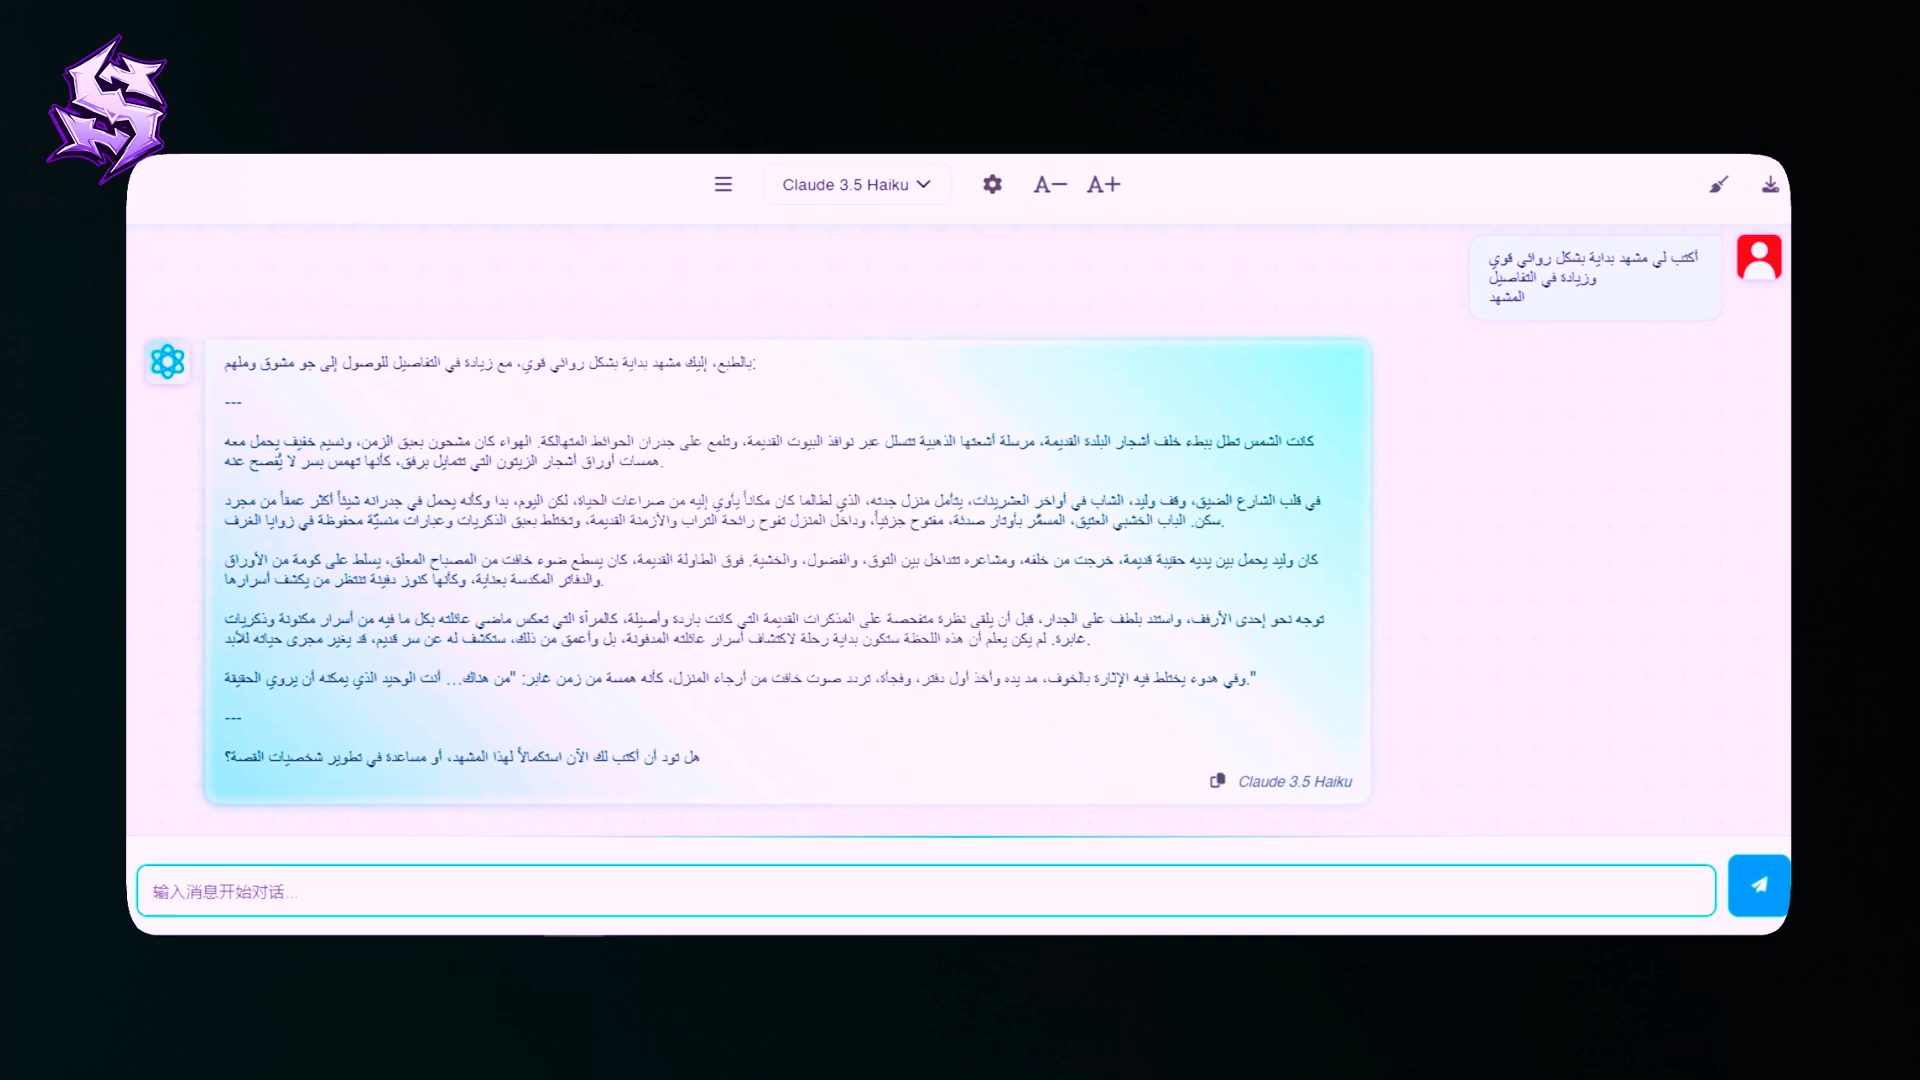 Claude 3.5 Haiku
A− A+
أكتب لي مشهد بداية بشكل روائي قوي
وزيادة في التفاصيل
المشهد
بالطبع، إليك مشهد بداية بشكل روائي قوي، مع زيادة في التفاصيل للوصول إلى جو مشوق وملهم:
---
كانت الشمس تطل ببطء خلف أشجار البلدة القديمة، مرسلة أشعتها الذهبية تتسلل عبر نوافذ البيوت القديمة، وتلمع على جدران الحوائط المتهالكة. الهواء كان مشحون بعبق الزمن، ونسيم خفيف يحمل معه
همسات أوراق أشجار الزيتون التي تتمايل برفق، كأنها تهمس بسر لا يُفصح عنه.
في قلب الشارع الضيق، وقف وليد، الشاب في أواخر العشرينات، يتأمل منزل جدته، الذي لطالما كان مكاناً يأوي إليه من صراعات الحياة، لكن اليوم، بدا وكأنه يحمل في جدرانه شيئاً أكثر عمقاً من مجرد
سكن. الباب الخشبي العتيق، المسمَّر بأوتار صدئة، مفتوح جزئياً، وداخل المنزل تفوح رائحة التراب والأزمنة القديمة، وتختلط بعبق الذكريات وعبارات منسيّة محفوظة في زوايا الغرف.
كان وليد يحمل بين يديه حقيبة قديمة، خرجت من خلفه، ومشاعره تتداخل بين التوق، والفضول، والخشية. فوق الطاولة القديمة، كان يسطع ضوء خافت من المصباح المعلق، يسلط على كومة من الأوراق
والدفاتر المكدسة بعناية، وكأنها كنوز دفينة تنتظر من يكشف أسرارها.
توجه نحو إحدى الأرفف، واستند بلطف على الجدار، قبل أن يلقى نظرة متفحصة على المذكرات القديمة التي كانت باردة وأصيلة، كالمرآة التي تعكس ماضي عائلته بكل ما فيه من أسرار مكنونة وذكريات
غابرة. لم يكن يعلم أن هذه اللحظة ستكون بداية رحلة لاكتشاف أسرار عائلته المدفونة، بل وأعمق من ذلك، ستكشف له عن سر قديم، قد يغير مجرى حياته للأبد.
وفي هدوء يختلط فيه الإثارة بالخوف، مد يده وأخذ أول دفتر، وفجأة، تردد صوت خافت من أرجاء المنزل، كأنه همسة من زمن غابر: "من هناك... أنت الوحيد الذي يمكنه أن يروي الحقيقة."
---
هل تود أن أكتب لك الآن استكمالاً لهذا المشهد، أو مساعدة في تطوير شخصيات القصة؟
Claude 3.5 Haiku
输入消息开始对话...